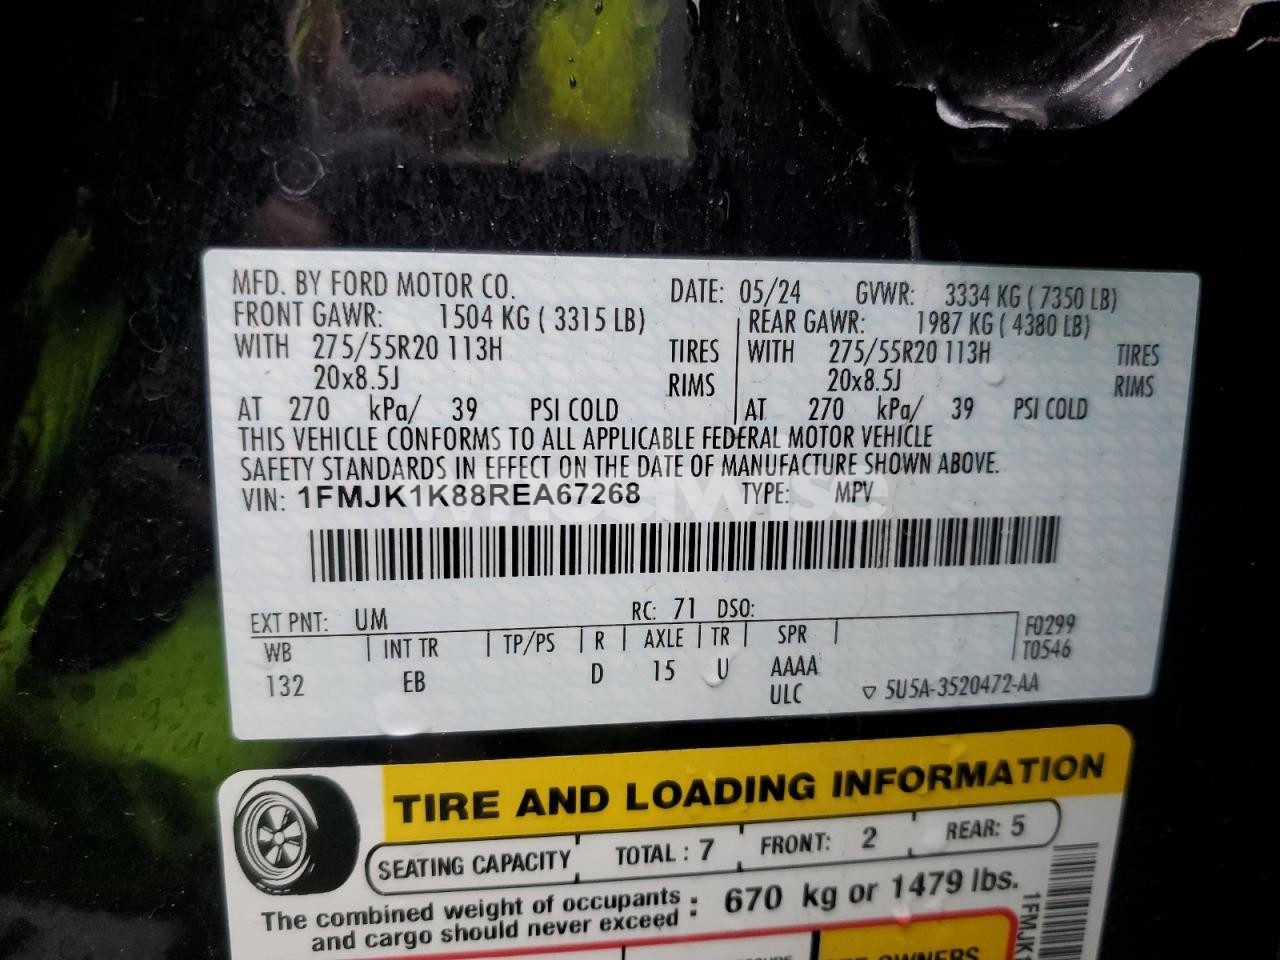 MFD. BY FORD MOTOR CO. DATE: 05/24 GVWR: 3334 KG ( 7350 LB)
FRONT GAWR: 1504 KG ( 3315 LB) REAR GAWR: 1987 KG ( 4380 LB)
WITH 275/55R20 113H TIRES WITH 275/55R20 113H TIRES
20x8.5J RIMS 20x8.5J RIMS
AT 270 kPa/ 39 PSI COLD AT 270 kPa/ 39 PSI COLD
THIS VEHICLE CONFORMS TO ALL APPLICABLE FEDERAL MOTOR VEHICLE
SAFETY STANDARDS IN EFFECT ON THE DATE OF MANUFACTURE SHOWN ABOVE.
VIN: 1FMJK1K88REA67268 TYPE: MPV
EXT PNT: UM RC: 71 DSO:
WB INT TR TP/PS R AXLE TR SPR F0299
132 EB D 15 U AAAA T0546
ULC ▽ 5U5A-3520472-AA
TIRE AND LOADING INFORMATION
SEATING CAPACITY TOTAL : 7 FRONT: 2 REAR: 5
The combined weight of occupants
and cargo should never exceed : 670 kg or 1479 lbs.
1FMJK1
OWNERS